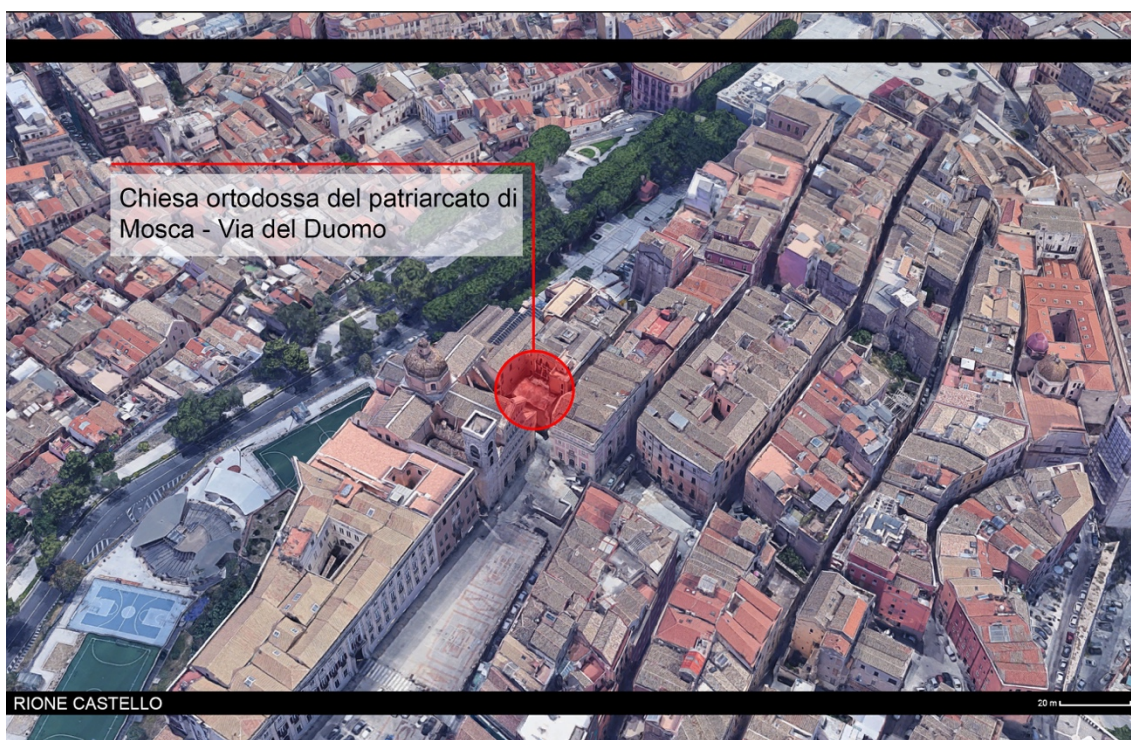 Chiesa ortodossa del patriarcato di
Mosca - Via del Duomo
RIONE CASTELLO
20 m